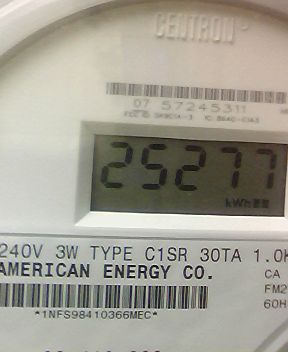 CENTRON
07 57245311
25277
kWh
240V 3W TYPE C1SR 30TA 1.0K
AMERICAN ENERGY CO.
CA
FM2
60H
*1NFS98410366MEC*